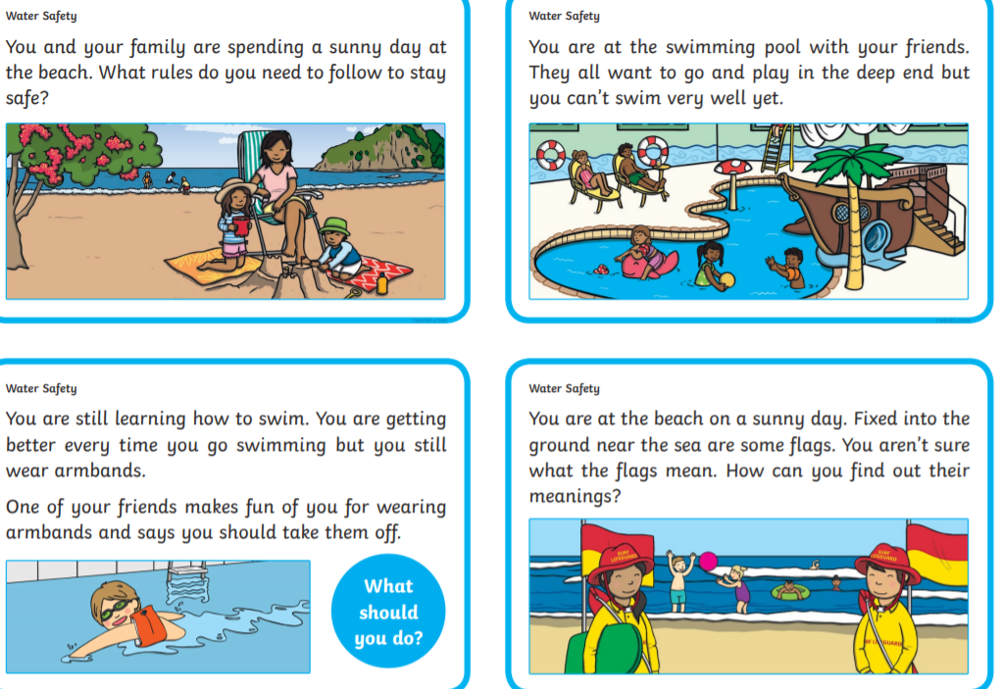 Water Safety
You and your family are spending a sunny day at
the beach. What rules do you need to follow to stay
safe?
Water Safety
You are at the swimming pool with your friends.
They all want to go and play in the deep end but
you can't swim very well yet.
Water Safety
You are still learning how to swim. You are getting
better every time you go swimming but you still
wear armbands.
One of your friends makes fun of you for wearing
armbands and says you should take them off.
What
should
you do?
Water Safety
You are at the beach on a sunny day. Fixed into the
ground near the sea are some flags. You aren't sure
what the flags mean. How can you find out their
meanings?
SURF
LIFEGUARD
SURF
LIFEGUARD